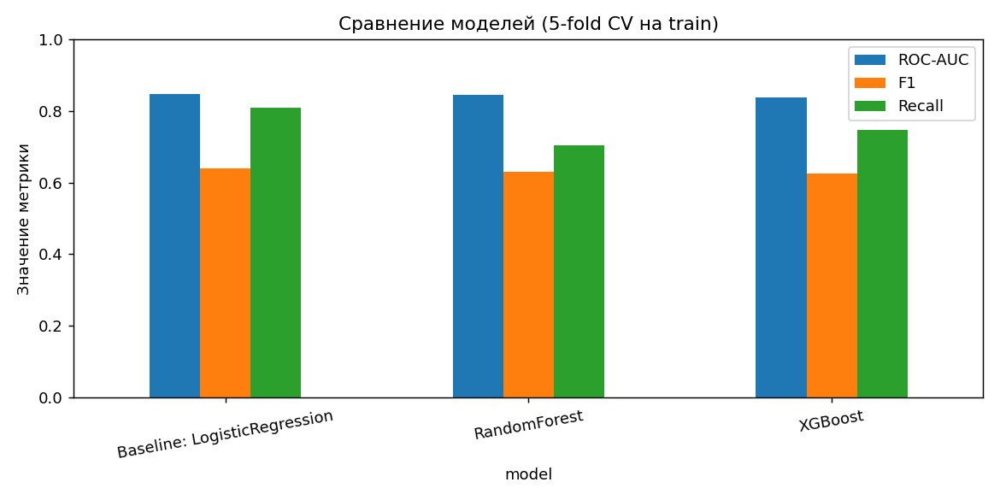 Сравнение моделей (5-fold CV на train)
1.0
0.8
0.6
0.4
0.2
0.0
Значение метрики
ROC-AUC
F1
Recall
Baseline: LogisticRegression
RandomForest
XGBoost
model